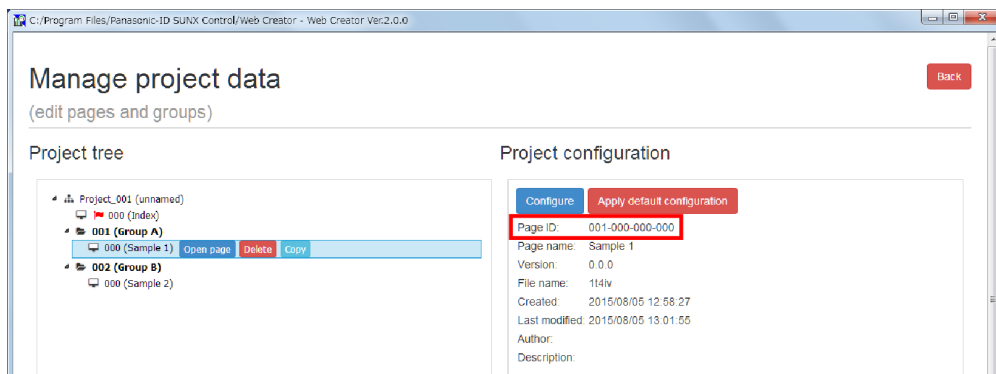 C:/Program Files/Panasonic-ID SUNX Control/Web Creator - Web Creator Ver.2.0.0
Manage project data
Back
(edit pages and groups)
Project tree
Project_001 (unnamed)
000 (Index)
001 (Group A)
000 (Sample 1) Open page Delete Copy
002 (Group B)
000 (Sample 2)
Project configuration
Configure Apply default configuration
Page ID: 001-000-000-000
Page name: Sample 1
Version: 0.0.0
File name: 1t4iv
Created: 2015/08/05 12:58:27
Last modified: 2015/08/05 13:01:55
Author:
Description: